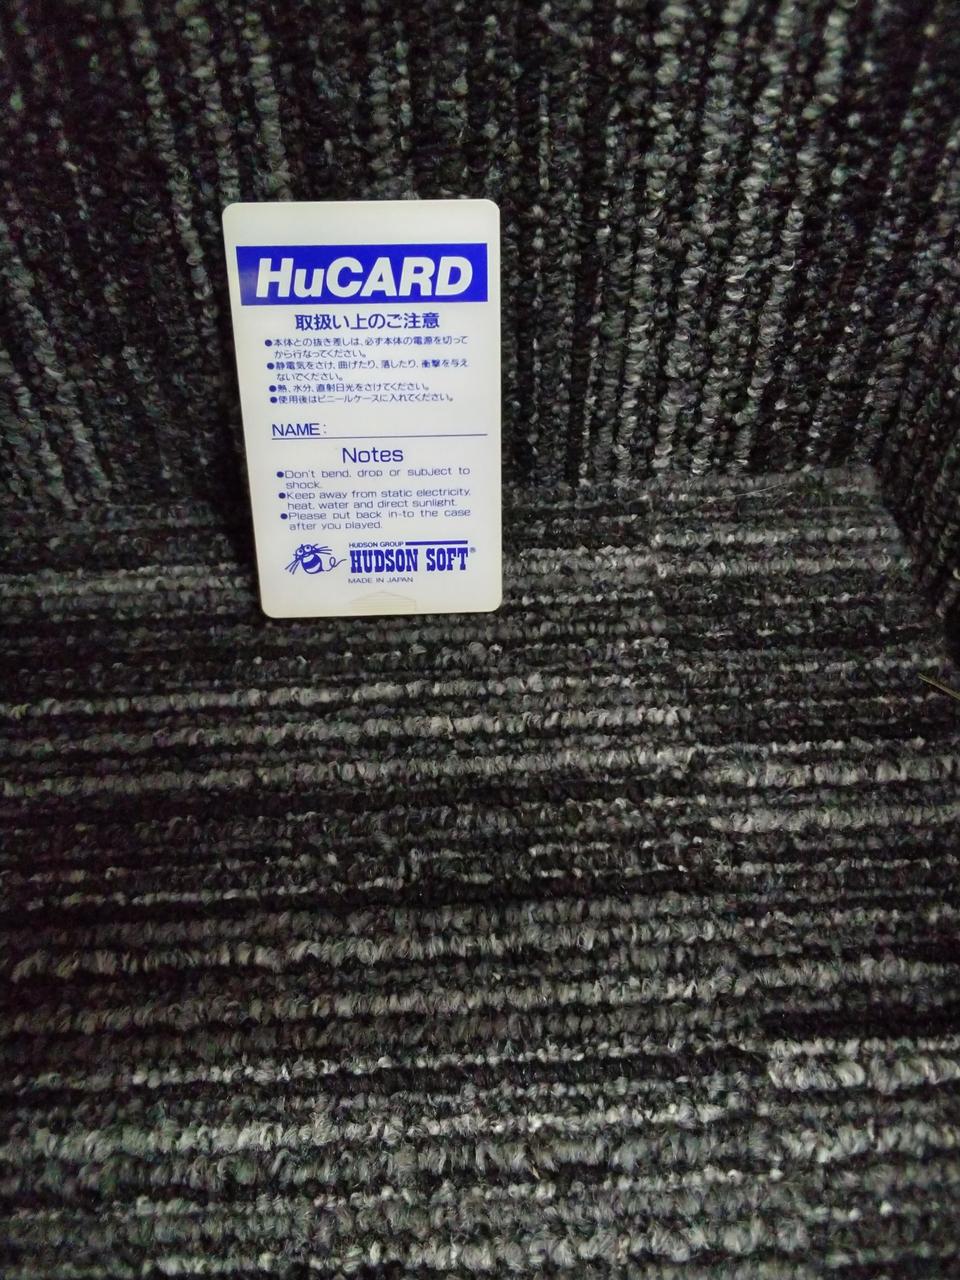 HuCARD
取扱い上のご注意
●本体との抜き差しは、必ず本体の電源を切って
から行なってください。
●静電気をさけ、曲げたり、落したり、衝撃を与え
ないでください。
●熱、水分、直射日光をさけてください。
●使用後はビニールケースに入れてください。
NAME:
Notes
●Don't bend, drop or subject to
shock.
●Keep away from static electricity,
heat, water and direct sunlight.
●Please put back in-to the case
after you played.
HUDSON GROUP
HUDSON SOFT®
MADE IN JAPAN